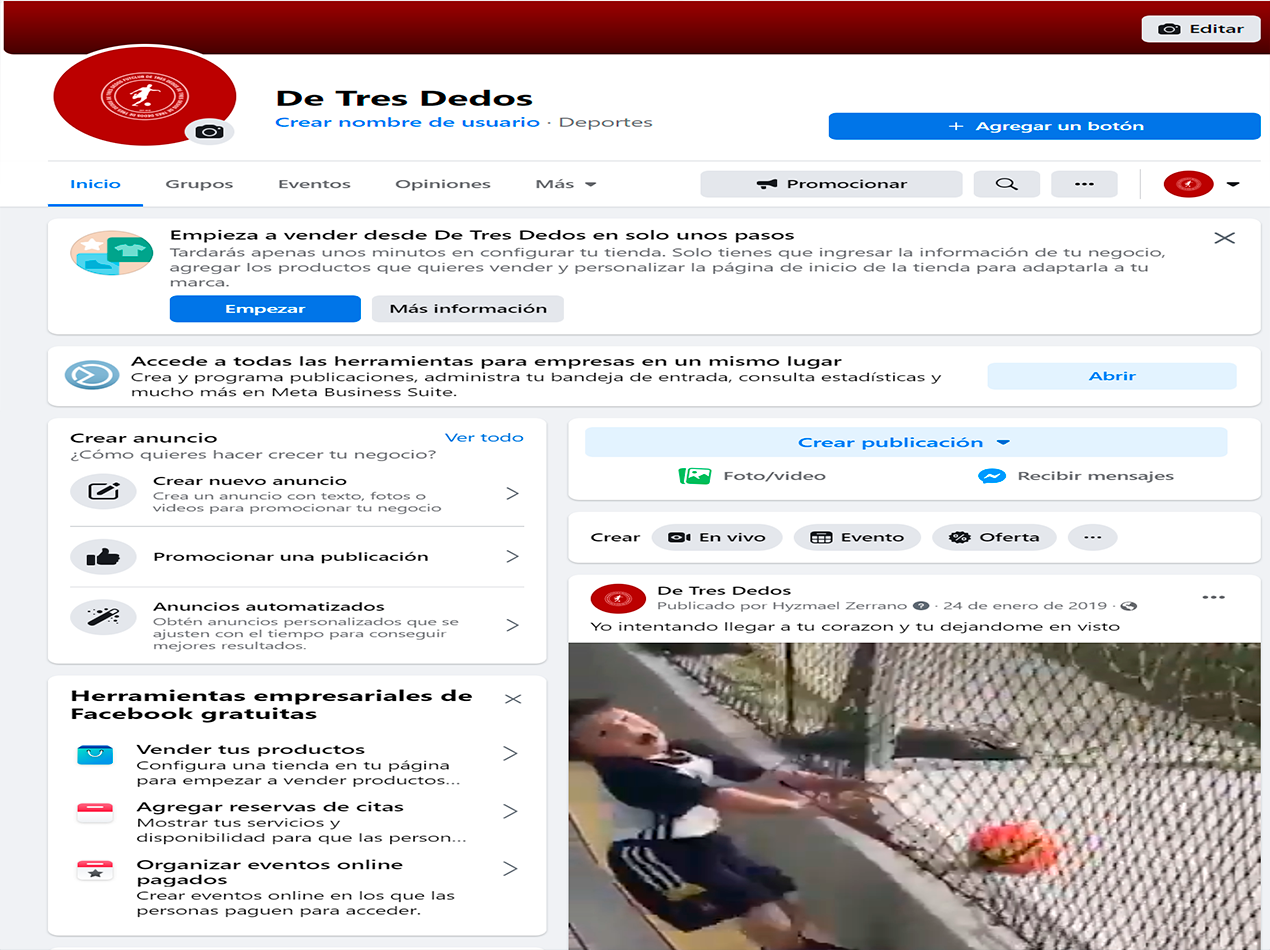 Editar
De Tres Dedos
Crear nombre de usuario · Deportes
+ Agregar un botón
Inicio Grupos Eventos Opiniones Más Promocionar
Empieza a vender desde De Tres Dedos en solo unos pasos
Tardarás apenas unos minutos en configurar tu tienda. Solo tienes que ingresar la información de tu negocio,
agregar los productos que quieres vender y personalizar la página de inicio de la tienda para adaptarla a tu
marca.
Empezar Más información
Accede a todas las herramientas para empresas en un mismo lugar
Crea y programa publicaciones, administra tu bandeja de entrada, consulta estadísticas y
mucho más en Meta Business Suite.
Abrir
Crear anuncio Ver todo
¿Cómo quieres hacer crecer tu negocio?
Crear nuevo anuncio
Crea un anuncio con texto, fotos o
videos para promocionar tu negocio
Promocionar una publicación
Anuncios automatizados
Obtén anuncios personalizados que se
ajusten con el tiempo para conseguir
mejores resultados.
Herramientas empresariales de
Facebook gratuitas
Vender tus productos
Configura una tienda en tu página
para empezar a vender productos...
Agregar reservas de citas
Mostrar tus servicios y
disponibilidad para que las person...
Organizar eventos online
pagados
Crear eventos online en los que las
personas paguen para acceder.
Crear publicación
Foto/video Recibir mensajes
Crear En vivo Evento Oferta ...
De Tres Dedos
Publicado por Hyzmael Zerrano · 24 de enero de 2019 ·
Yo intentando llegar a tu corazon y tu dejandome en visto